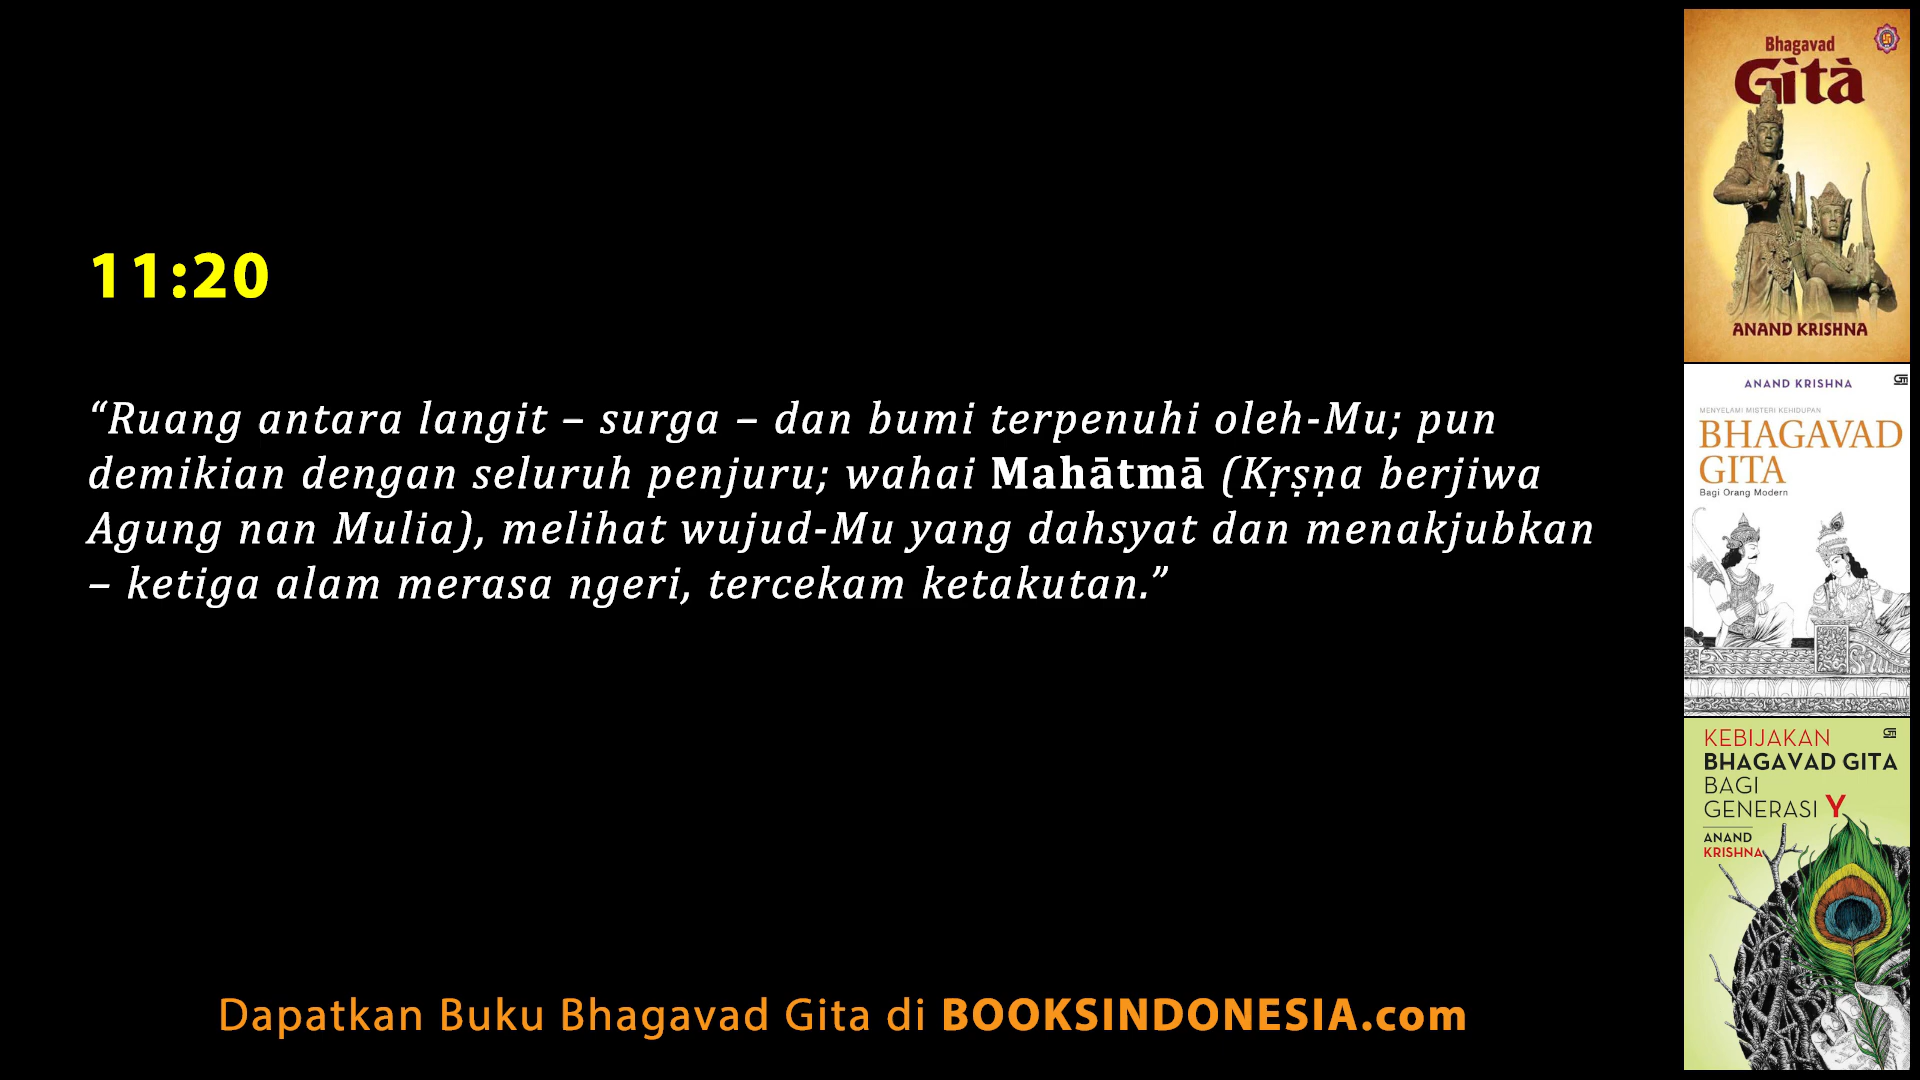 11:20
“Ruang antara langit – surga – dan bumi terpenuhi oleh-Mu; pun
demikian dengan seluruh penjuru; wahai Mahātmā (Kṛṣṇa berjiwa
Agung nan Mulia), melihat wujud-Mu yang dahsyat dan menakjubkan
– ketiga alam merasa ngeri, tercekam ketakutan.”
Dapatkan Buku Bhagavad Gita di BOOKSINDONESIA.com
Bhagavad
Gità
ANAND KRISHNA
ANAND KRISHNA
MENYELAMI MISTERI KEHIDUPAN
BHAGAVAD
GITA
Bagi Orang Modern
KEBIJAKAN
BHAGAVAD GITA
BAGI
GENERASI Y
ANAND
KRISHNA